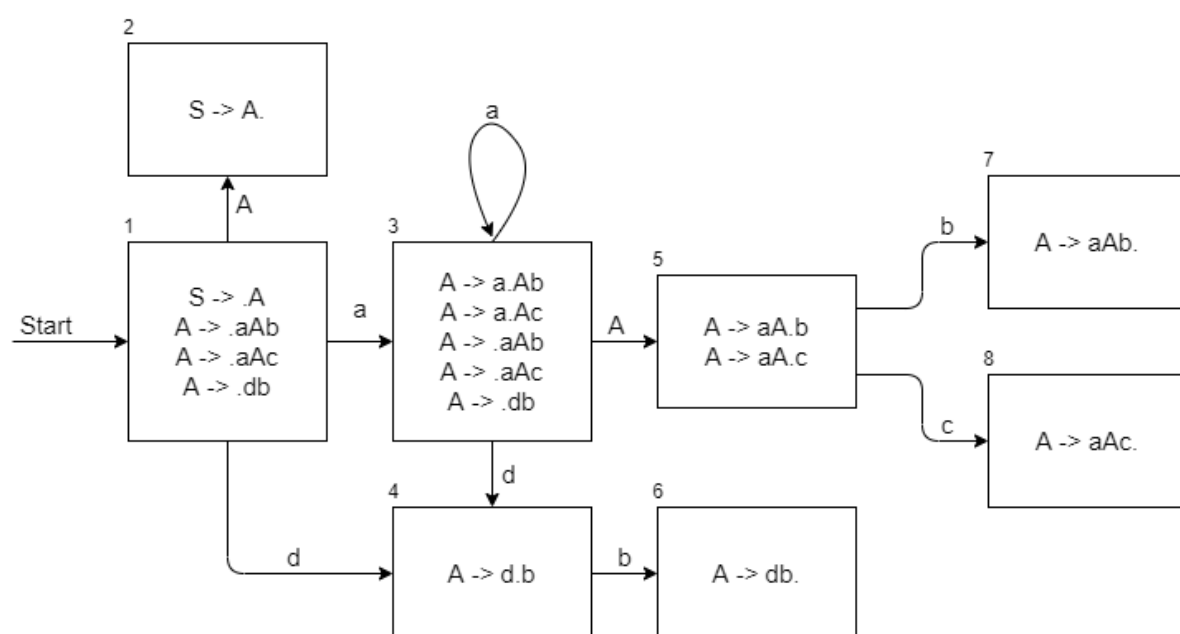 2
S -> A.
A
1
S -> .A
A -> .aAb
A -> .aAc
A -> .db
Start
a
a
3
A -> a.Ab
A -> a.Ac
A -> .aAb
A -> .aAc
A -> .db
A
5
A -> aA.b
A -> aA.c
b
7
A -> aAb.
c
8
A -> aAc.
d
d
4
A -> d.b
b
6
A -> db.